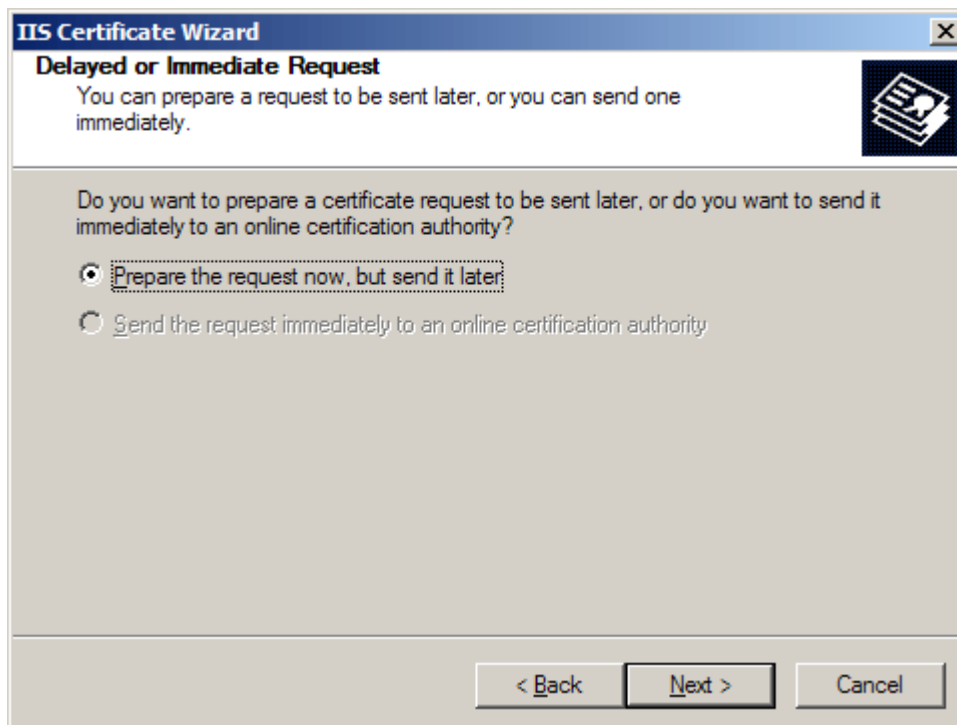 IIS Certificate Wizard
Delayed or Immediate Request
You can prepare a request to be sent later, or you can send one
immediately.
Do you want to prepare a certificate request to be sent later, or do you want to send it
immediately to an online certification authority?
Prepare the request now, but send it later
Send the request immediately to an online certification authority
< Back
Next >
Cancel